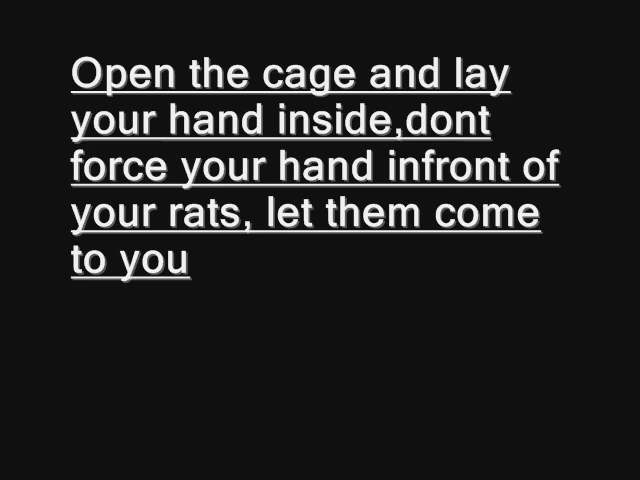 Open the cage and lay
your hand inside,dont
force your hand infront of
your rats, let them come
to you